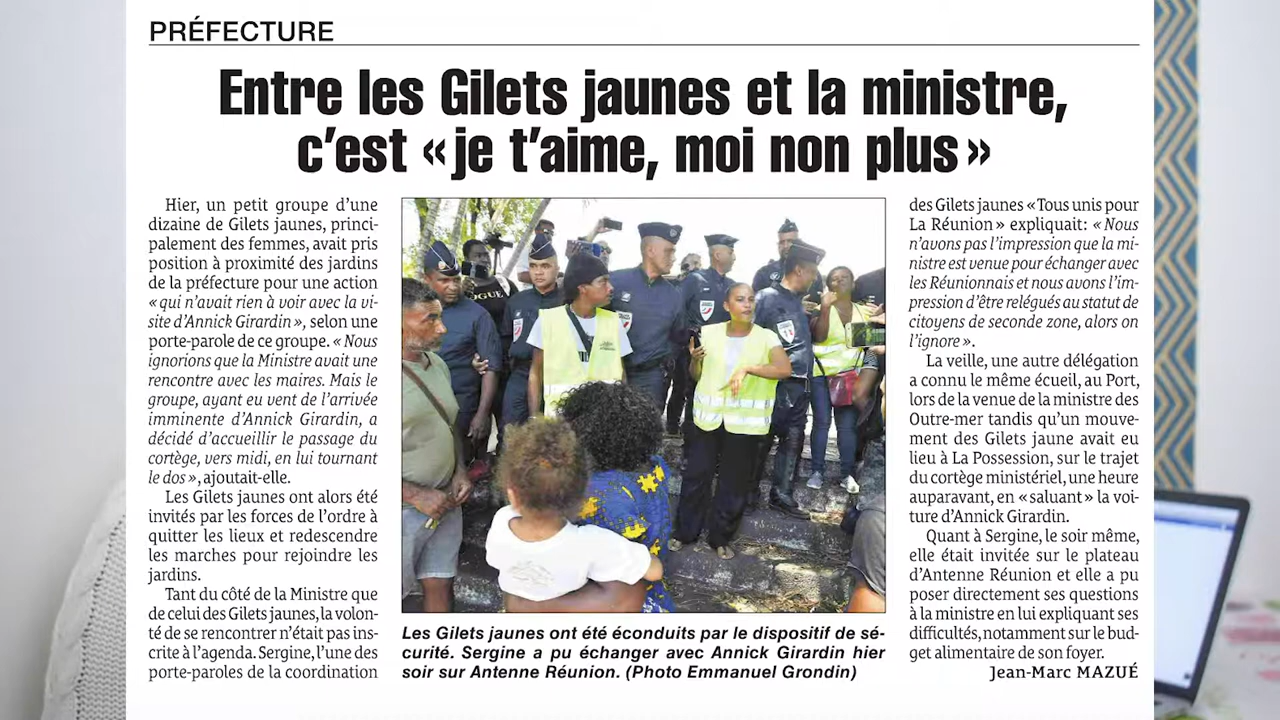 PRÉFECTURE
Entre les Gilets jaunes et la ministre,
c'est « je t'aime, moi non plus »
Hier, un petit groupe d'une
dizaine de Gilets jaunes, princi-
palement des femmes, avait pris
position à proximité des jardins
de la préfecture pour une action
« qui n'avait rien à voir avec la vi-
site d'Annick Girardin », selon une
porte-parole de ce groupe. « Nous
ignorions que la Ministre avait une
rencontre avec les maires. Mais le
groupe, ayant eu vent de l'arrivée
imminente d'Annick Girardin, a
décidé d'accueillir le passage du
cortège, vers midi, en lui tournant
le dos », ajoutait-elle.
Les Gilets jaunes ont alors été
invités par les forces de l'ordre à
quitter les lieux et redescendre
les marches pour rejoindre les
jardins.
Tant du côté de la Ministre que
de celui des Gilets jaunes, la volon-
té de se rencontrer n'était pas ins-
crite à l'agenda. Sergine, l'une des
porte-paroles de la coordination
OGUE
Les Gilets jaunes ont été éconduits par le dispositif de sé-
curité. Sergine a pu échanger avec Annick Girardin hier
soir sur Antenne Réunion. (Photo Emmanuel Grondin)
des Gilets jaunes « Tous unis pour
La Réunion » expliquait: « Nous
n'avons pas l'impression que la mi-
nistre est venue pour échanger avec
les Réunionnais et nous avons l'im-
pression d'être relégués au statut de
citoyens de seconde zone, alors on
l'ignore ».
La veille, une autre délégation
a connu le même écueil, au Port,
lors de la venue de la ministre des
Outre-mer tandis qu'un mouve-
ment des Gilets jaune avait eu
lieu à La Possession, sur le trajet
du cortège ministériel, une heure
auparavant, en « saluant » la voi-
ture d'Annick Girardin.
Quant à Sergine, le soir même,
elle était invitée sur le plateau
d'Antenne Réunion et elle a pu
poser directement ses questions
à la ministre en lui expliquant ses
difficultés, notamment sur le bud-
get alimentaire de son foyer.
Jean-Marc MAZUÉ